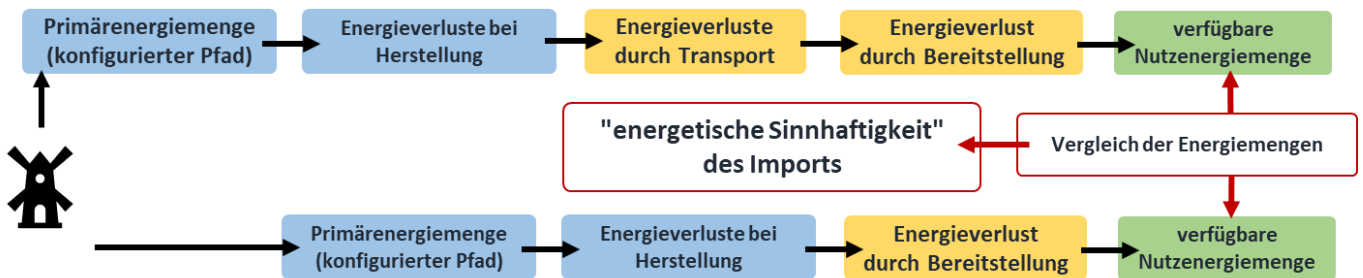 Primärenergiemenge
(konfigurierter Pfad)
Energieverluste bei
Herstellung
Energieverluste
durch Transport
Energieverlust
durch Bereitstellung
verfügbare
Nutzenergiemenge
"energetische Sinnhaftigkeit"
des Imports
Vergleich der Energiemengen
Primärenergiemenge
(konfigurierter Pfad)
Energieverluste bei
Herstellung
Energieverlust
durch Bereitstellung
verfügbare
Nutzenergiemenge